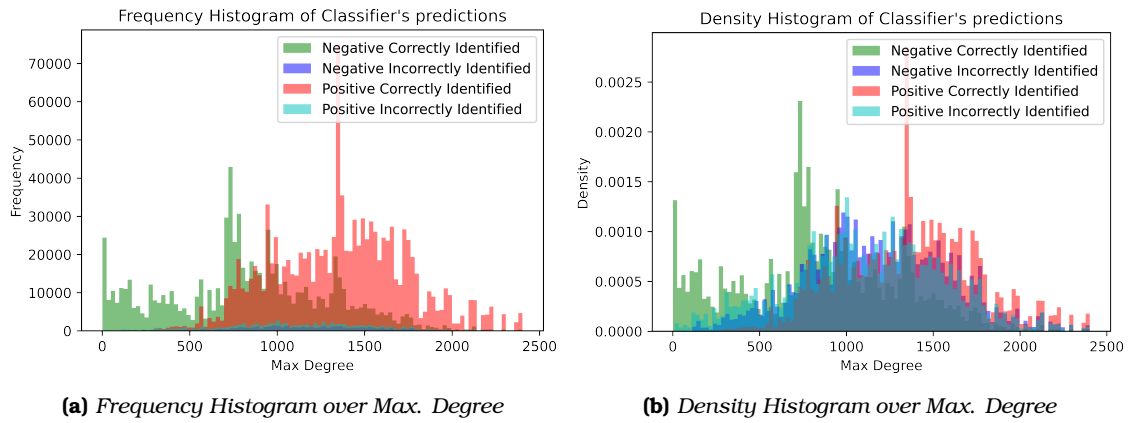 Frequency Histogram of Classifier's predictions
Negative Correctly Identified
Negative Incorrectly Identified
Positive Correctly Identified
Positive Incorrectly Identified
Frequency
70000
60000
50000
40000
30000
20000
10000
0
0 500 1000 1500 2000 2500
Max Degree
(a) Frequency Histogram over Max. Degree
Density Histogram of Classifier's predictions
Negative Correctly Identified
Negative Incorrectly Identified
Positive Correctly Identified
Positive Incorrectly Identified
Density
0.0025
0.0020
0.0015
0.0010
0.0005
0.0000
0 500 1000 1500 2000 2500
Max Degree
(b) Density Histogram over Max. Degree